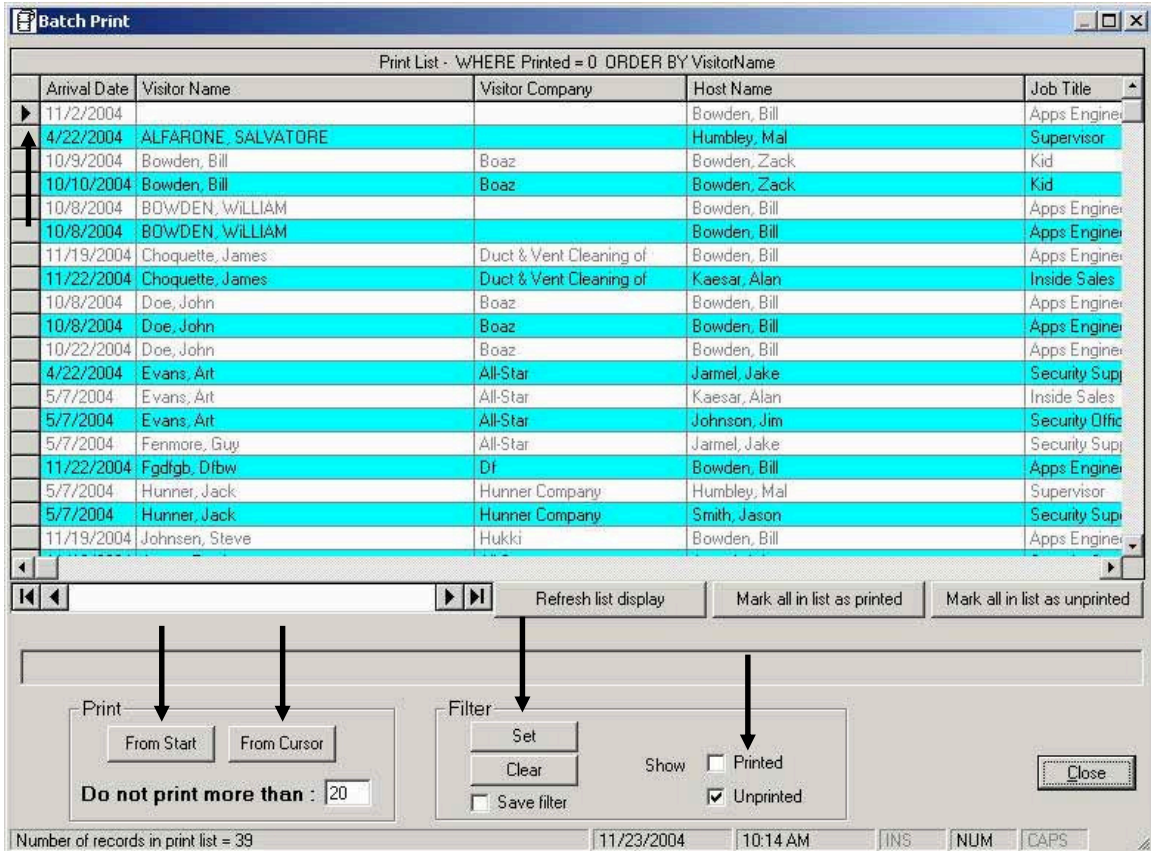 Batch Print
Print List - WHERE Printed = 0 ORDER BY VisitorName
Arrival Date Visitor Name Visitor Company Host Name Job Title
11/2/2004 Bowden, Bill Apps Enginee
4/22/2004 ALFARONE, SALVATORE Humbley, Mal Supervisor
10/9/2004 Bowden, Bill Boaz Bowden, Zack Kid
10/10/2004 Bowden, Bill Boaz Bowden, Zack Kid
10/8/2004 BOWDEN, WiLLIAM Bowden, Bill Apps Enginee
10/8/2004 BOWDEN, WiLLIAM Bowden, Bill Apps Enginee
11/19/2004 Choquette, James Duct & Vent Cleaning of Bowden, Bill Apps Enginee
11/22/2004 Choquette, James Duct & Vent Cleaning of Kaesar, Alan Inside Sales
10/8/2004 Doe, John Boaz Bowden, Bill Apps Enginee
10/8/2004 Doe, John Boaz Bowden, Bill Apps Enginee
10/22/2004 Doe, John Boaz Bowden, Bill Apps Enginee
4/22/2004 Evans, Art All-Star Jarmel, Jake Security Supp
5/7/2004 Evans, Art All-Star Kaesar, Alan Inside Sales
5/7/2004 Evans, Art All-Star Johnson, Jim Security Offic
5/7/2004 Fenmore, Guy All-Star Jarmel, Jake Security Supp
11/22/2004 Fgdfgb, Dfbw Df Bowden, Bill Apps Enginee
5/7/2004 Hunner, Jack Hunner Company Humbley, Mal Supervisor
5/7/2004 Hunner, Jack Hunner Company Smith, Jason Security Supe
11/19/2004 Johnsen, Steve Hukki Bowden, Bill Apps Enginee
Refresh list display Mark all in list as printed Mark all in list as unprinted
Print Filter
From Start From Cursor Set
Clear Show Printed
Do not print more than : 20 Save filter Unprinted
Close
Number of records in print list = 39 11/23/2004 10:14 AM INS NUM CAPS